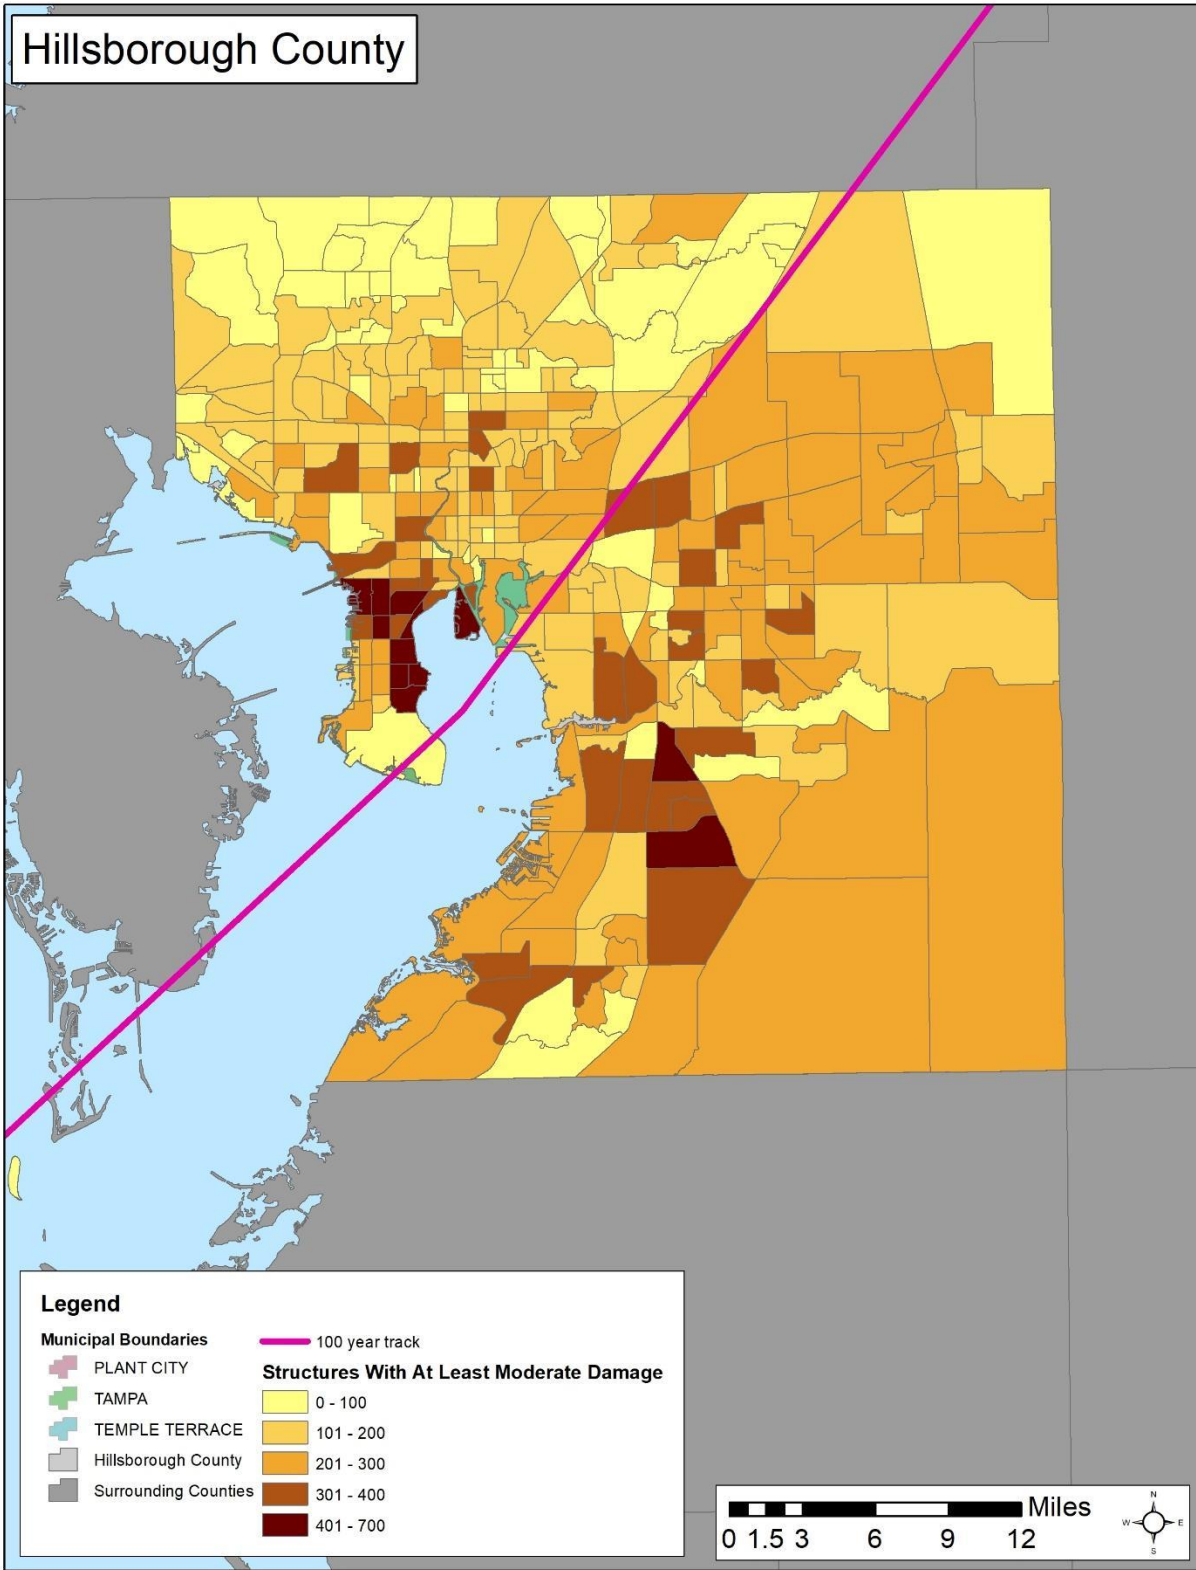 Hillsborough County
Legend
Municipal Boundaries
PLANT CITY
TAMPA
TEMPLE TERRACE
Hillsborough County
Surrounding Counties
100 year track
Structures With At Least Moderate Damage
0 - 100
101 - 200
201 - 300
301 - 400
401 - 700
Miles
0 1.5 3 6 9 12
N
W E
S